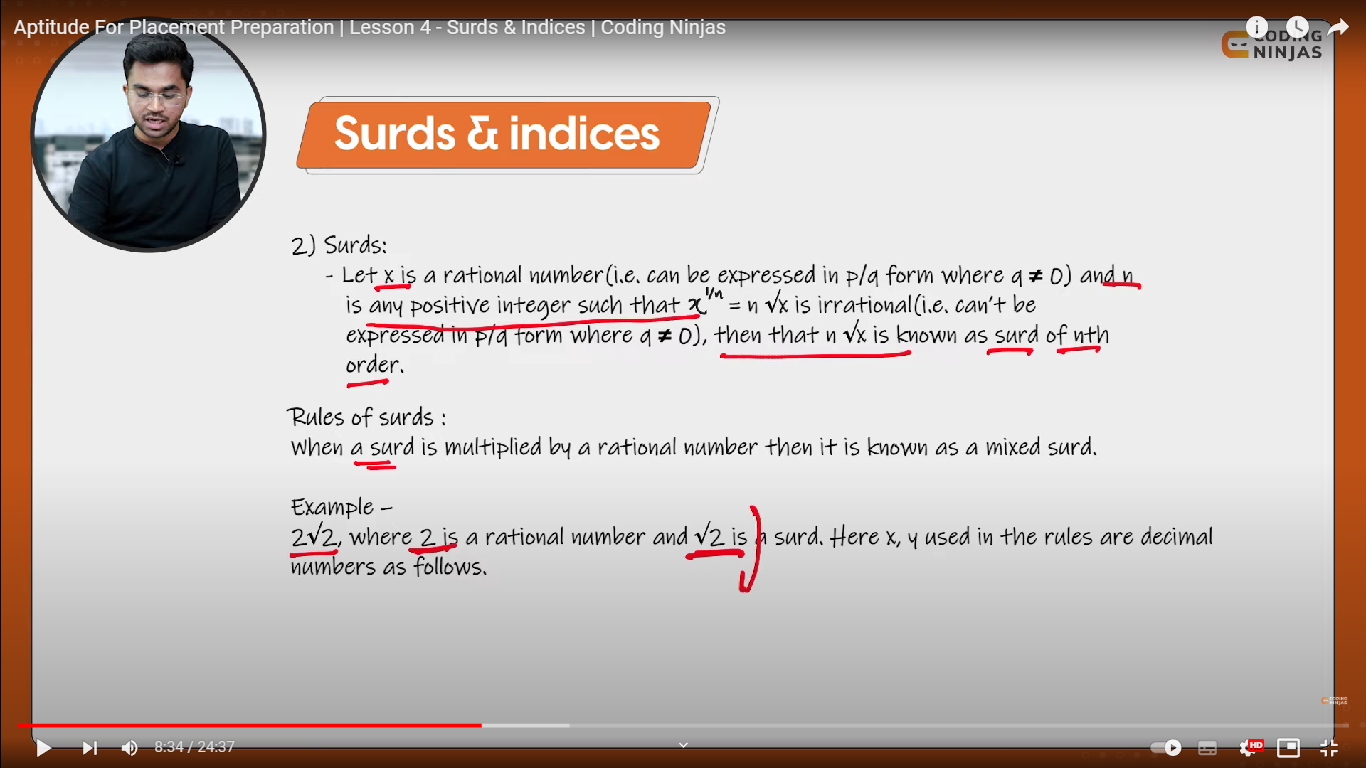 Aptitude For Placement Preparation | Lesson 4 - Surds & Indices | Coding Ninjas
CODING
NINJAS
Surds & indices
2) Surds:
- Let x is a rational number(i.e. can be expressed in p/q form where q ≠ 0) and n
is any positive integer such that x^1/n = n √x is irrational(i.e. can't be
expressed in p/q form where q ≠ 0), then that n √x is known as surd of nth
order.
Rules of surds :
When a surd is multiplied by a rational number then it is known as a mixed surd.
Example –
2√2, where 2 is a rational number and √2 is a surd. Here x, y used in the rules are decimal
numbers as follows.
CODING
NINJAS
8:34 / 24:37
HD